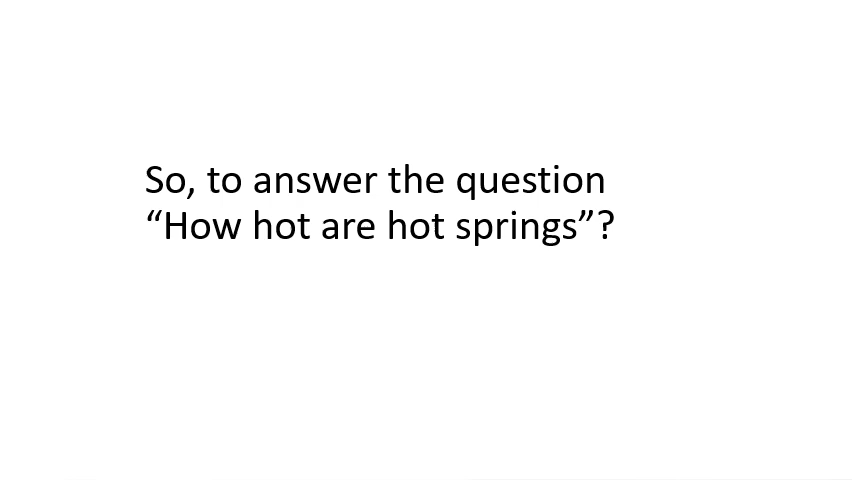 So, to answer the question
“How hot are hot springs”?